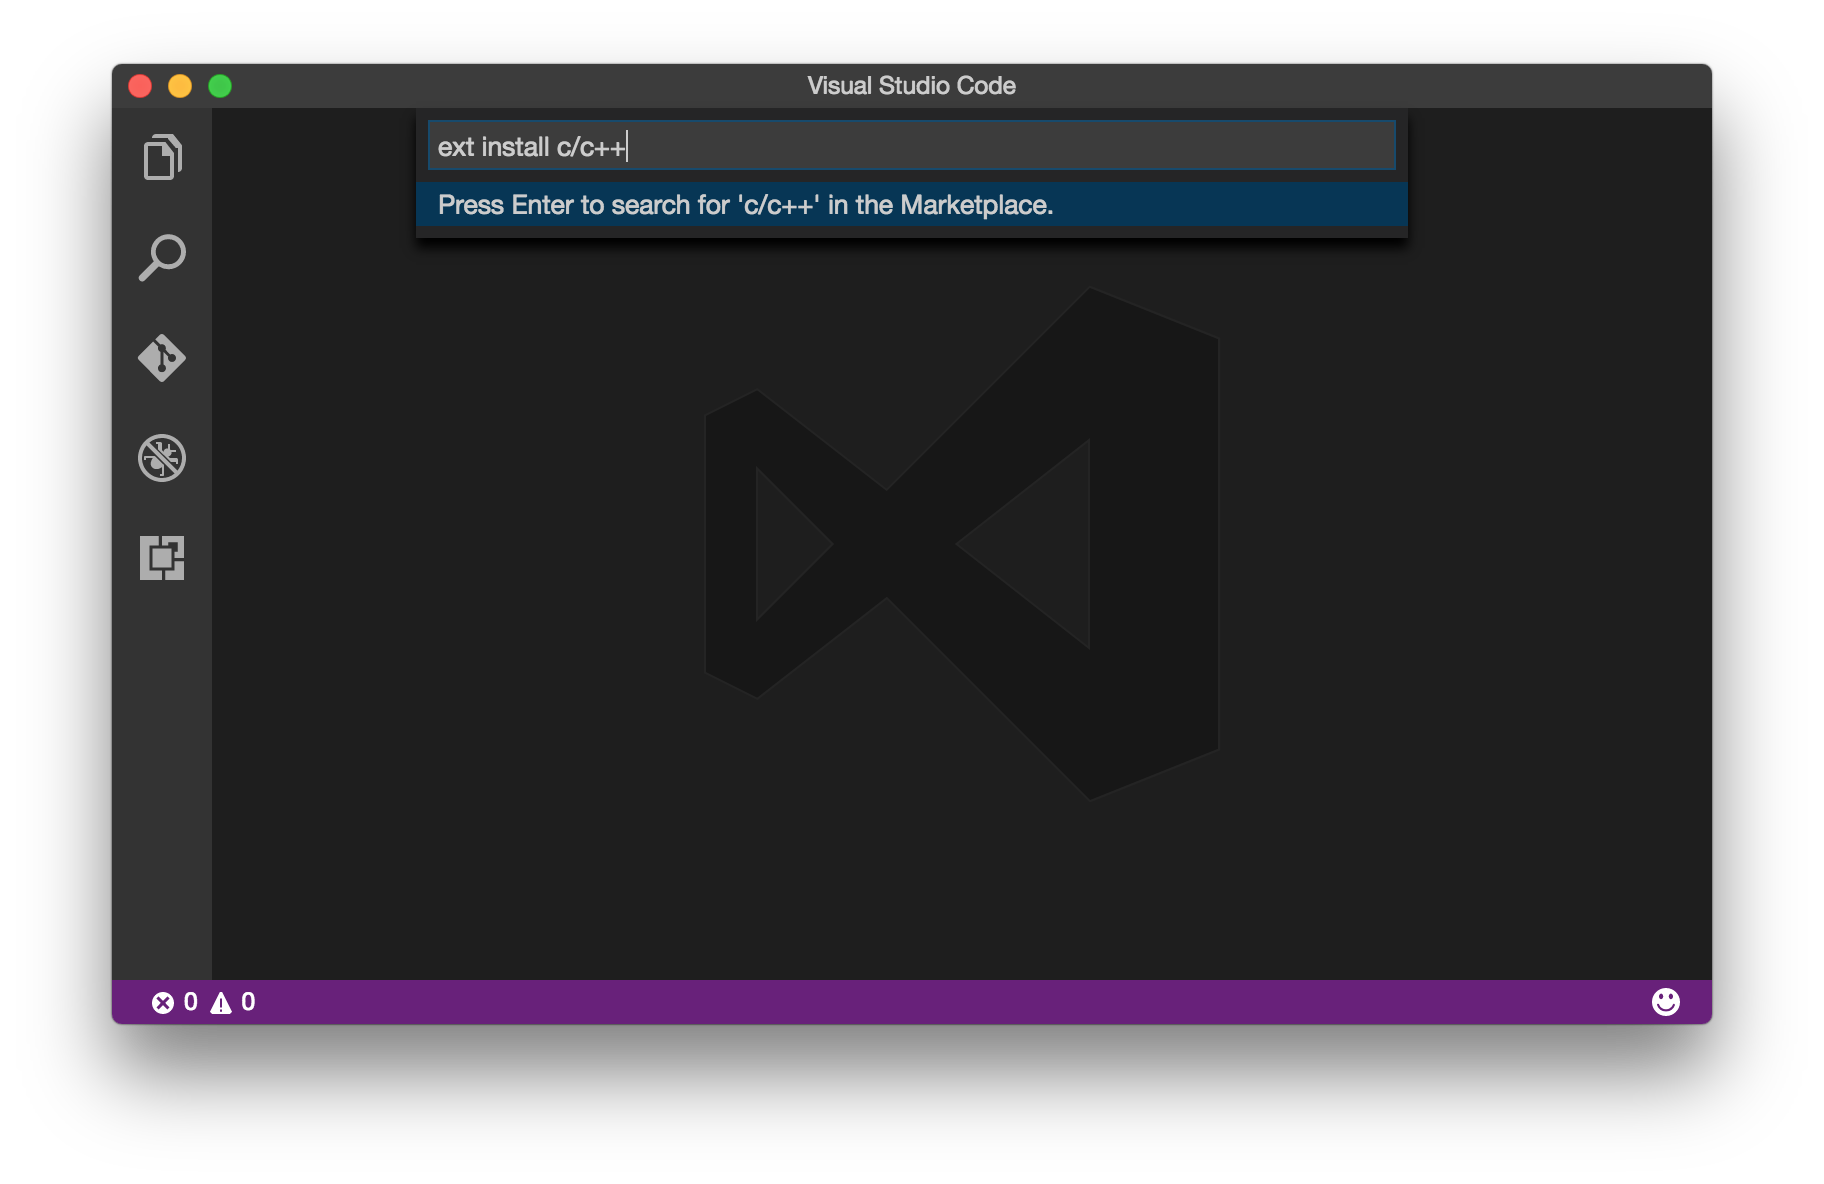 Visual Studio Code
ext install c/c++
Press Enter to search for 'c/c++' in the Marketplace.
0 0